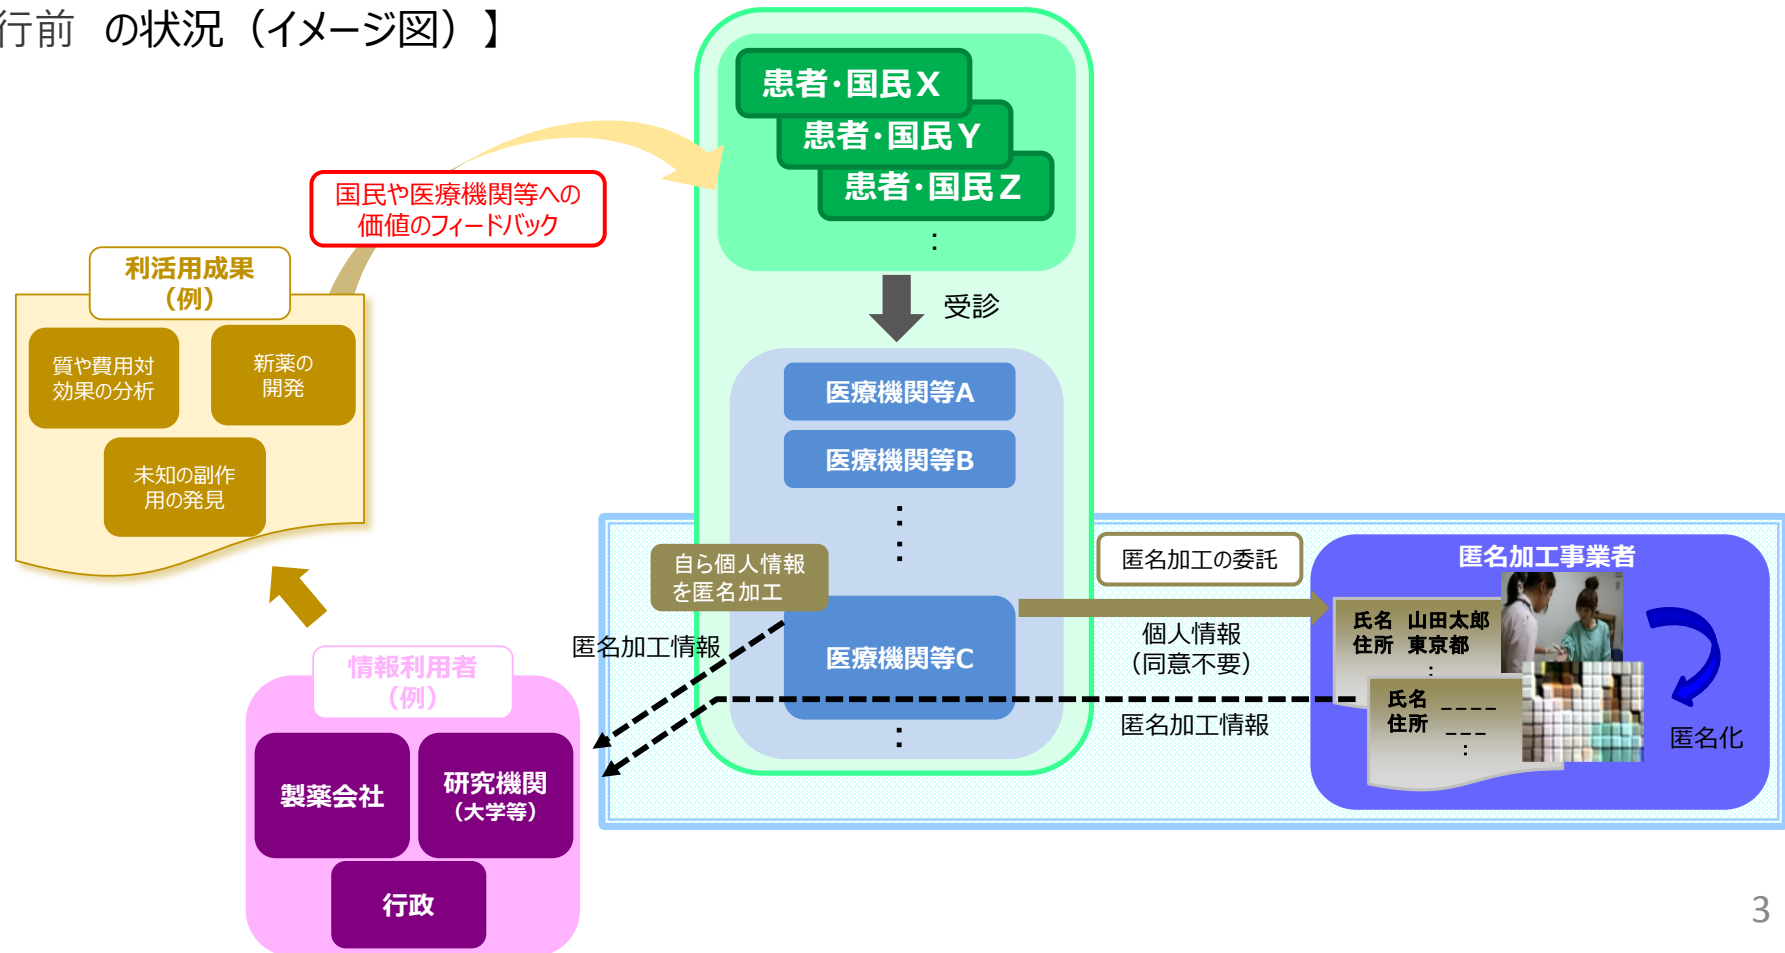 行前 の状況（イメージ図）】
患者・国民X
患者・国民Y
患者・国民Z
：
国民や医療機関等への
価値のフィードバック
利活用成果
（例）
質や費用対
効果の分析
新薬の
開発
未知の副作
用の発見
受診
医療機関等A
医療機関等B
：
：
自ら個人情報
を匿名加工
医療機関等C
：
匿名加工情報
匿名加工の委託
個人情報
（同意不要）
匿名加工情報
匿名加工事業者
氏名 山田太郎
住所 東京都
：
氏名 ____
住所 ___
：
匿名化
情報利用者
（例）
製薬会社
研究機関
（大学等）
行政
3